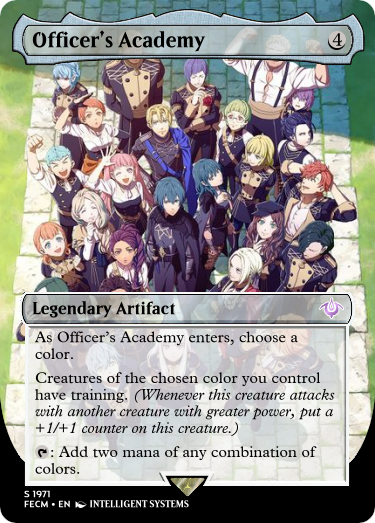 Officer's Academy 4
Legendary Artifact
As Officer's Academy enters, choose a
color.
Creatures of the chosen color you control
have training. (Whenever this creature attacks
with another creature with greater power, put a
+1/+1 counter on this creature.)
: Add two mana of any combination of
colors.
S 1971
FECM • EN INTELLIGENT SYSTEMS